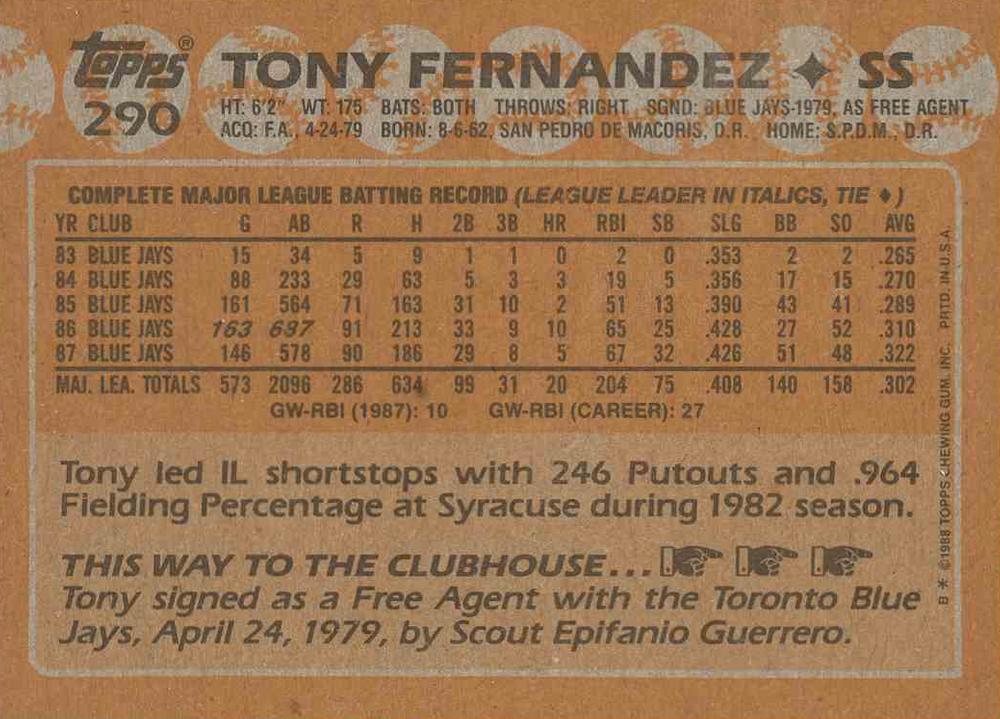 Topps® TONY FERNANDEZ ✦ SS
290 HT: 6'2" WT: 175 BATS: BOTH THROWS: RIGHT SGND: BLUE JAYS-1979, AS FREE AGENT
ACQ: F.A., 4-24-79 BORN: 8-6-62, SAN PEDRO DE MACORIS, D.R. HOME: S.P.D.M., D.R.
COMPLETE MAJOR LEAGUE BATTING RECORD (LEAGUE LEADER IN ITALICS, TIE ♦)
YR CLUB G AB R H 2B 3B HR RBI SB SLG BB SO AVG
83 BLUE JAYS 15 34 5 9 1 1 0 2 0 .353 2 2 .265
84 BLUE JAYS 88 233 29 63 5 3 3 19 5 .356 17 15 .270
85 BLUE JAYS 161 564 71 163 31 10 2 51 13 .390 43 41 .289
86 BLUE JAYS 163 687 91 213 33 9 10 65 25 .428 27 52 .310
87 BLUE JAYS 146 578 90 186 29 8 5 67 32 .426 51 48 .322
MAJ. LEA. TOTALS 573 2096 286 634 99 31 20 204 75 .408 140 158 .302
GW-RBI (1987): 10 GW-RBI (CAREER): 27
Tony led IL shortstops with 246 Putouts and .964
Fielding Percentage at Syracuse during 1982 season.
THIS WAY TO THE CLUBHOUSE...
Tony signed as a Free Agent with the Toronto Blue
Jays, April 24, 1979, by Scout Epifanio Guerrero.
B * ©1988 TOPPS CHEWING GUM, INC. PRTD. IN U.S.A.